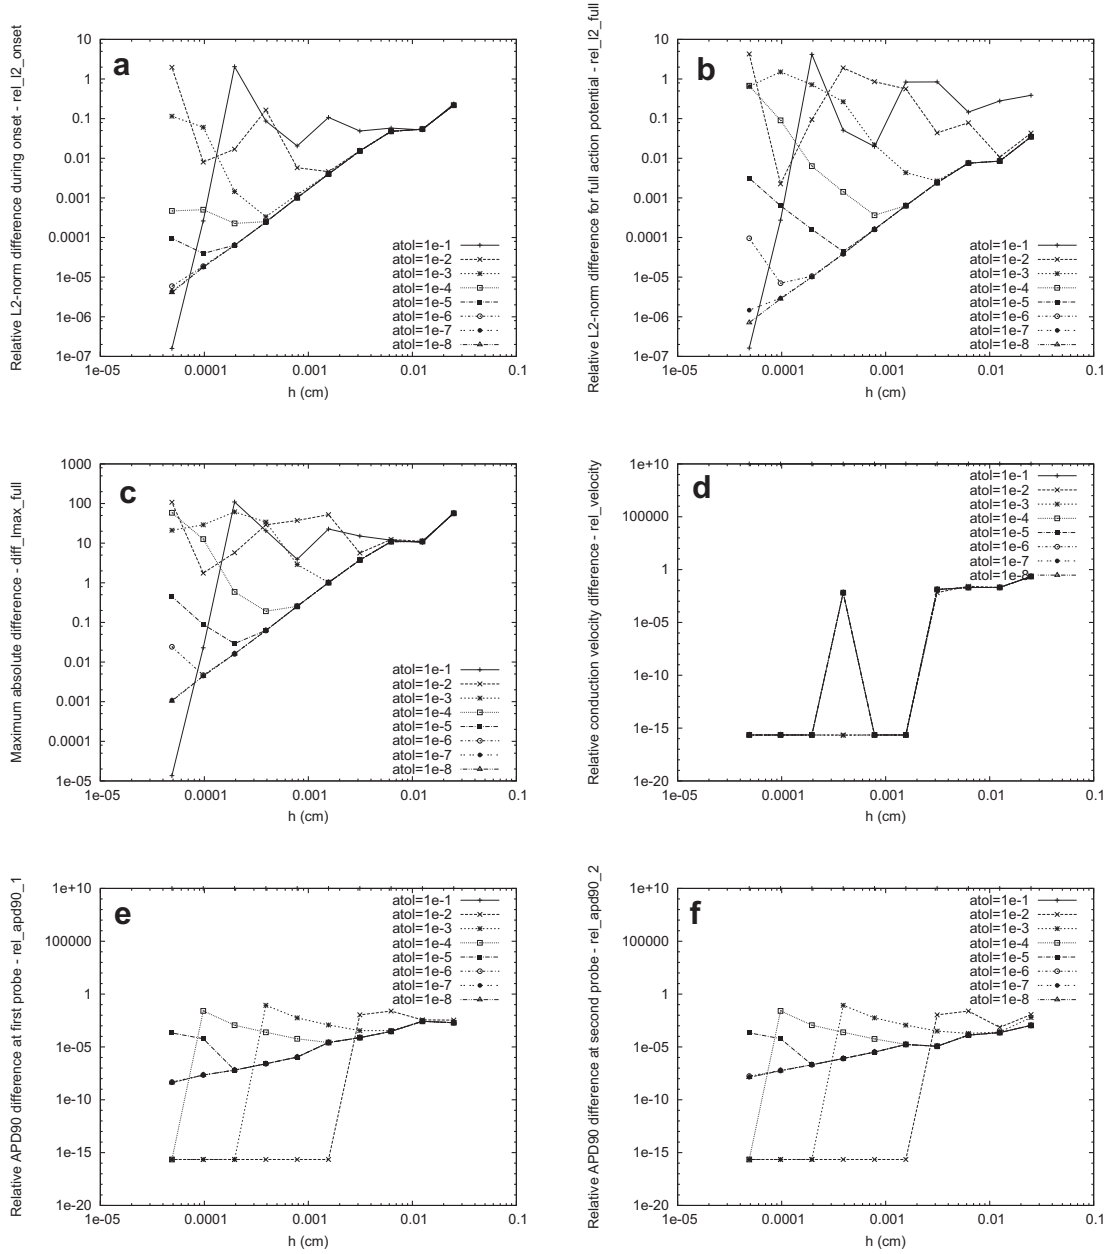 a
Relative L2-norm difference during onset - rel_l2_onset
10
1
0.1
0.01
0.001
0.0001
1e-05
1e-06
1e-07
1e-05
0.0001
0.001
0.01
0.1
h (cm)
atol=1e-1
atol=1e-2
atol=1e-3
atol=1e-4
atol=1e-5
atol=1e-6
atol=1e-7
atol=1e-8
b
Relative L2-norm difference for full action potential - rel_l2_full
10
1
0.1
0.01
0.001
0.0001
1e-05
1e-06
1e-07
1e-05
0.0001
0.001
0.01
0.1
h (cm)
atol=1e-1
atol=1e-2
atol=1e-3
atol=1e-4
atol=1e-5
atol=1e-6
atol=1e-7
atol=1e-8
c
Maximum absolute difference - diff_lmax_full
1000
100
10
1
0.1
0.01
0.001
0.0001
1e-05
1e-05
0.0001
0.001
0.01
0.1
h (cm)
atol=1e-1
atol=1e-2
atol=1e-3
atol=1e-4
atol=1e-5
atol=1e-6
atol=1e-7
atol=1e-8
d
Relative conduction velocity difference - rel_velocity
1e+10
100000
1
1e-05
1e-10
1e-15
1e-20
1e-05
0.0001
0.001
0.01
0.1
h (cm)
atol=1e-1
atol=1e-2
atol=1e-3
atol=1e-4
atol=1e-5
atol=1e-6
atol=1e-7
atol=1e-8
e
Relative APD90 difference at first probe - rel_apd90_1
1e+10
100000
1
1e-05
1e-10
1e-15
1e-20
1e-05
0.0001
0.001
0.01
0.1
h (cm)
atol=1e-1
atol=1e-2
atol=1e-3
atol=1e-4
atol=1e-5
atol=1e-6
atol=1e-7
atol=1e-8
f
Relative APD90 difference at second probe - rel_apd90_2
1e+10
100000
1
1e-05
1e-10
1e-15
1e-20
1e-05
0.0001
0.001
0.01
0.1
h (cm)
atol=1e-1
atol=1e-2
atol=1e-3
atol=1e-4
atol=1e-5
atol=1e-6
atol=1e-7
atol=1e-8